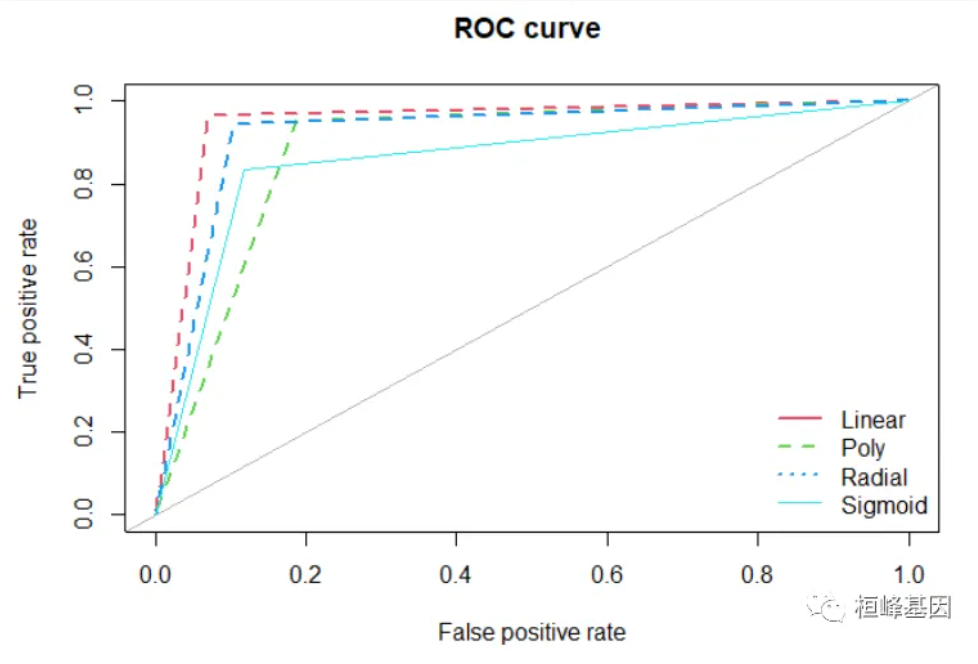 ROC curve
True positive rate
1.0
0.8
0.6
0.4
0.2
0.0
Linear
Poly
Radial
Sigmoid
0.0 0.2 0.4 0.6 0.8 1.0
False positive rate
桓峰基因